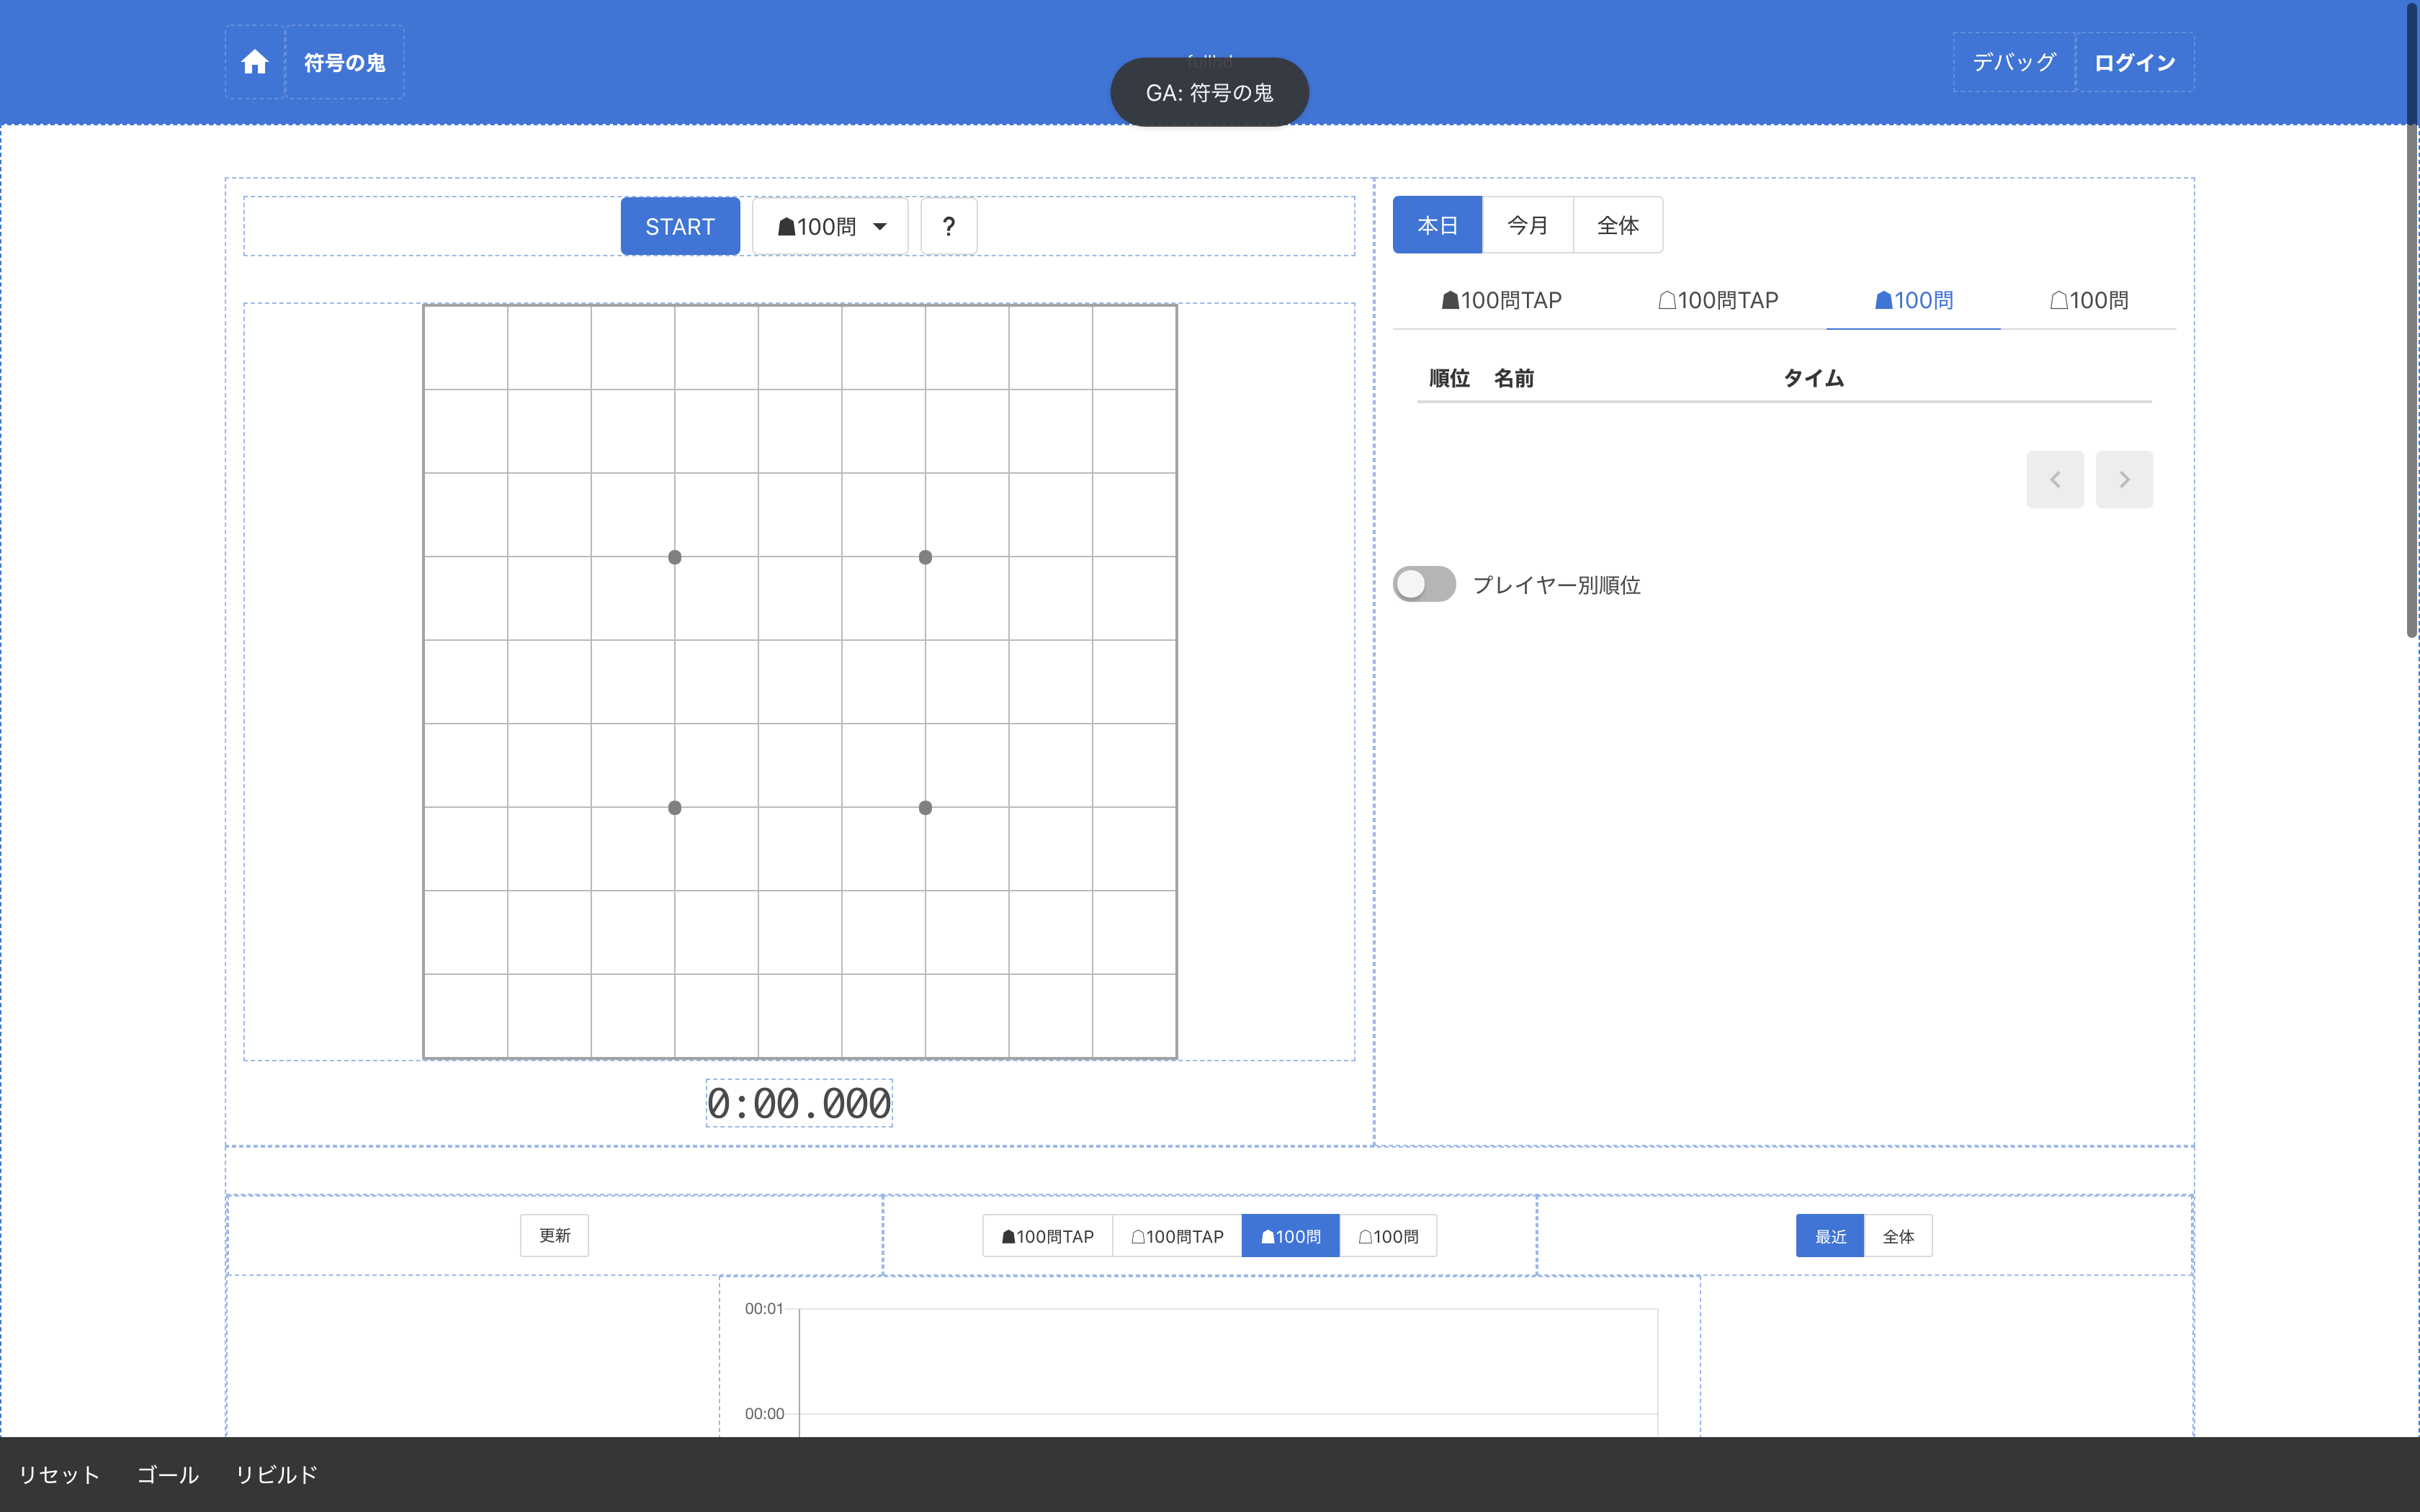 符号の鬼
fullhd
デバッグ
ログイン
GA: 符号の鬼
START
☗100問
?
本日
今月
全体
☗100問TAP
☖100問TAP
☗100問
☖100問
順位 名前 タイム
プレイヤー別順位
0:00.000
更新
☗100問TAP
☖100問TAP
☗100問
☖100問
最近
全体
00:01
00:00
リセット
ゴール
リビルド